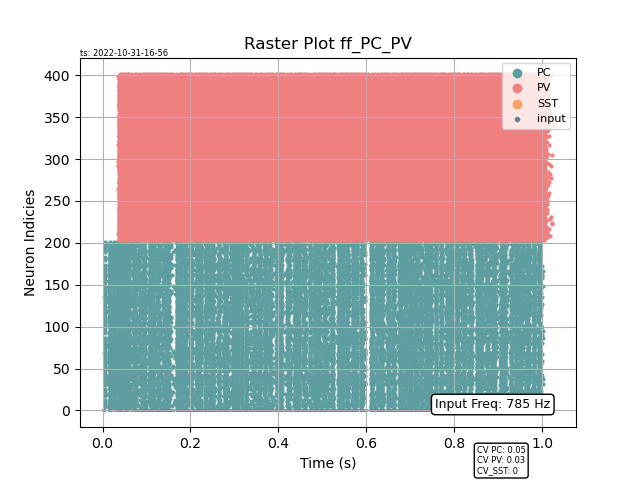 ts: 2022-10-31-16-56
Raster Plot ff_PC_PV
PC
PV
SST
input
400
350
300
250
200
150
100
50
0
Neuron Indicies
Input Freq: 785 Hz
0.0 0.2 0.4 0.6 0.8 1.0
Time (s)
CV PC: 0.05
CV PV: 0.03
CV_SST: 0